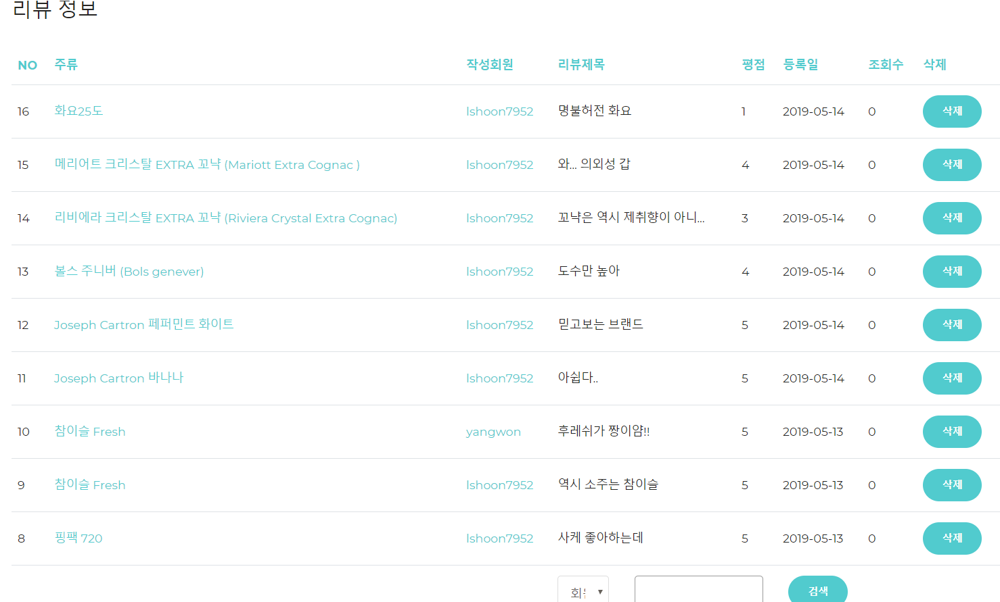 리뷰 정보
NO 주류 작성회원 리뷰제목 평점 등록일 조회수 삭제
16 화요25도 lshoon7952 명불허전 화요 1 2019-05-14 0 삭제
15 메리어트 크리스탈 EXTRA 꼬냑 (Mariott Extra Cognac ) lshoon7952 와... 의외성 갑 4 2019-05-14 0 삭제
14 리비에라 크리스탈 EXTRA 꼬냑 (Riviera Crystal Extra Cognac) lshoon7952 꼬냑은 역시 제취향이 아니... 3 2019-05-14 0 삭제
13 볼스 주니버 (Bols genever) lshoon7952 도수만 높아 4 2019-05-14 0 삭제
12 Joseph Cartron 페퍼민트 화이트 lshoon7952 믿고보는 브랜드 5 2019-05-14 0 삭제
11 Joseph Cartron 바나나 lshoon7952 아쉽다.. 5 2019-05-14 0 삭제
10 참이슬 Fresh yangwon 후레쉬가 짱이얌!! 5 2019-05-13 0 삭제
9 참이슬 Fresh lshoon7952 역시 소주는 참이슬 5 2019-05-13 0 삭제
8 핑팩 720 lshoon7952 사케 좋아하는데 5 2019-05-13 0 삭제
검색